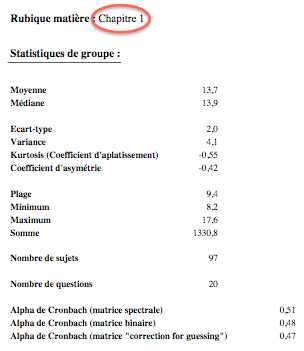 Rubique matière : Chapitre 1
Statistiques de groupe :
Moyenne 13,7
Médiane 13,9
Ecart-type 2,0
Variance 4,1
Kurtosis (Coefficient d'aplatissement) -0,55
Coefficient d'asymétrie -0,42
Plage 9,4
Minimum 8,2
Maximum 17,6
Somme 1330,8
Nombre de sujets 97
Nombre de questions 20
Alpha de Cronbach (matrice spectrale) 0,51
Alpha de Cronbach (matrice binaire) 0,48
Alpha de Cronbach (matrice "correction for guessing") 0,47